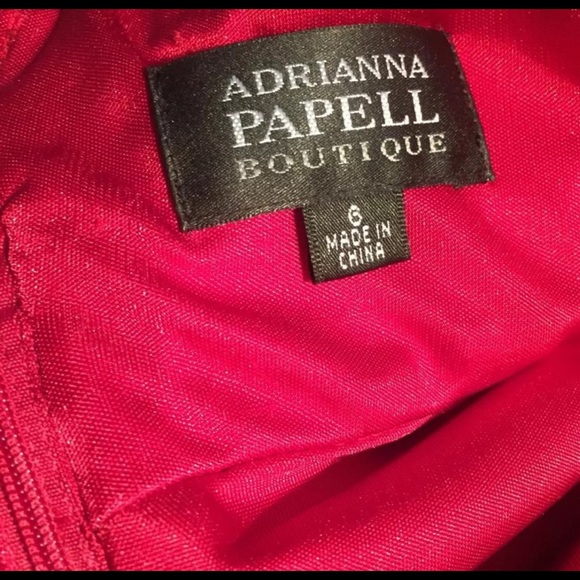 ADRIANNA
PAPELL
BOUTIQUE
6
MADE IN
CHINA